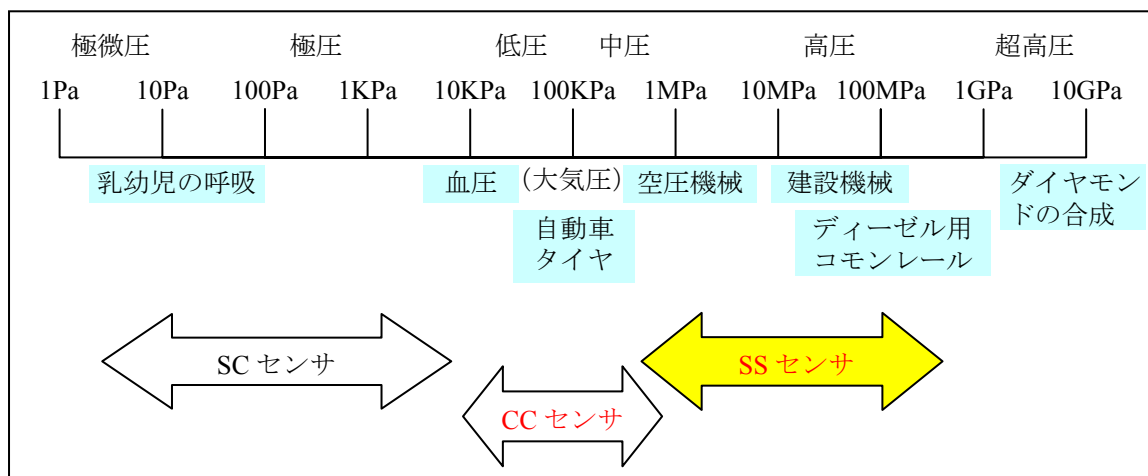 極微圧 極圧 低圧 中圧 高圧 超高圧
1Pa 10Pa 100Pa 1KPa 10KPa 100KPa 1MPa 10MPa 100MPa 1GPa 10GPa
乳幼児の呼吸 血圧 (大気圧) 空圧機械 建設機械 ダイヤモン
ドの合成
自動車 ディーゼル用
タイヤ コモンレール
SC センサ SS センサ
CC センサ